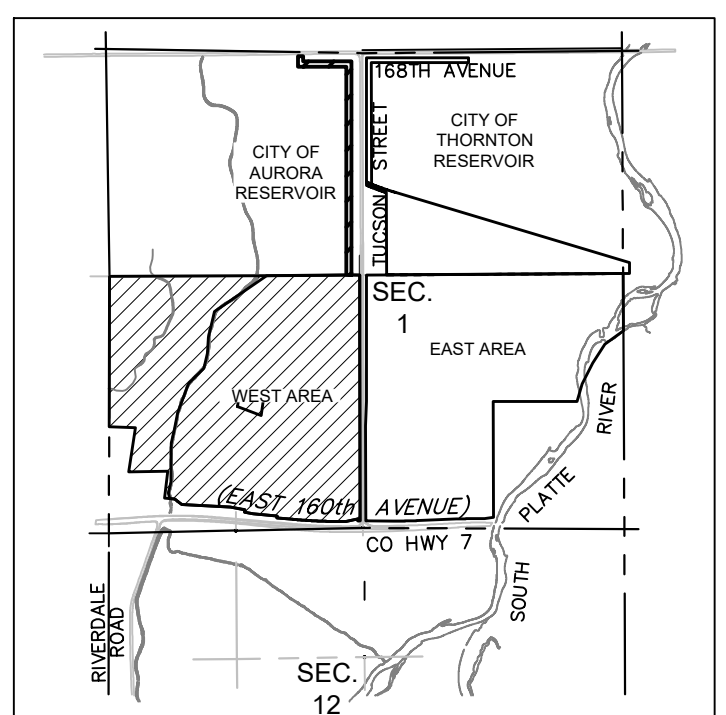 168TH AVENUE
CITY OF
AURORA
RESERVOIR
TUCSON STREET
CITY OF
THORNTON
RESERVOIR
SEC.
1
EAST AREA
WEST AREA
(EAST 160th AVENUE)
CO HWY 7
SOUTH PLATTE RIVER
RIVERDALE
ROAD
SEC.
12